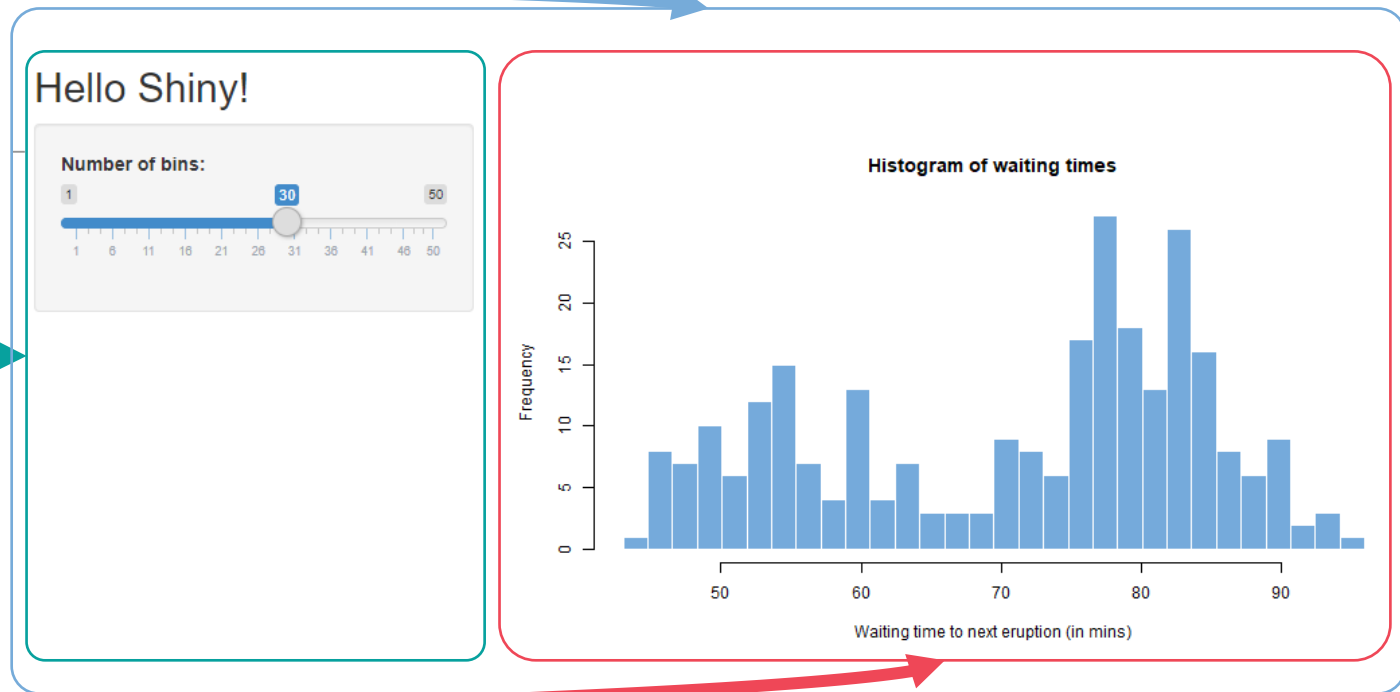 Hello Shiny!
Number of bins:
1 30 50
1 6 11 16 21 26 31 36 41 46 50
Histogram of waiting times
Frequency
25
20
15
10
5
0
50 60 70 80 90
Waiting time to next eruption (in mins)